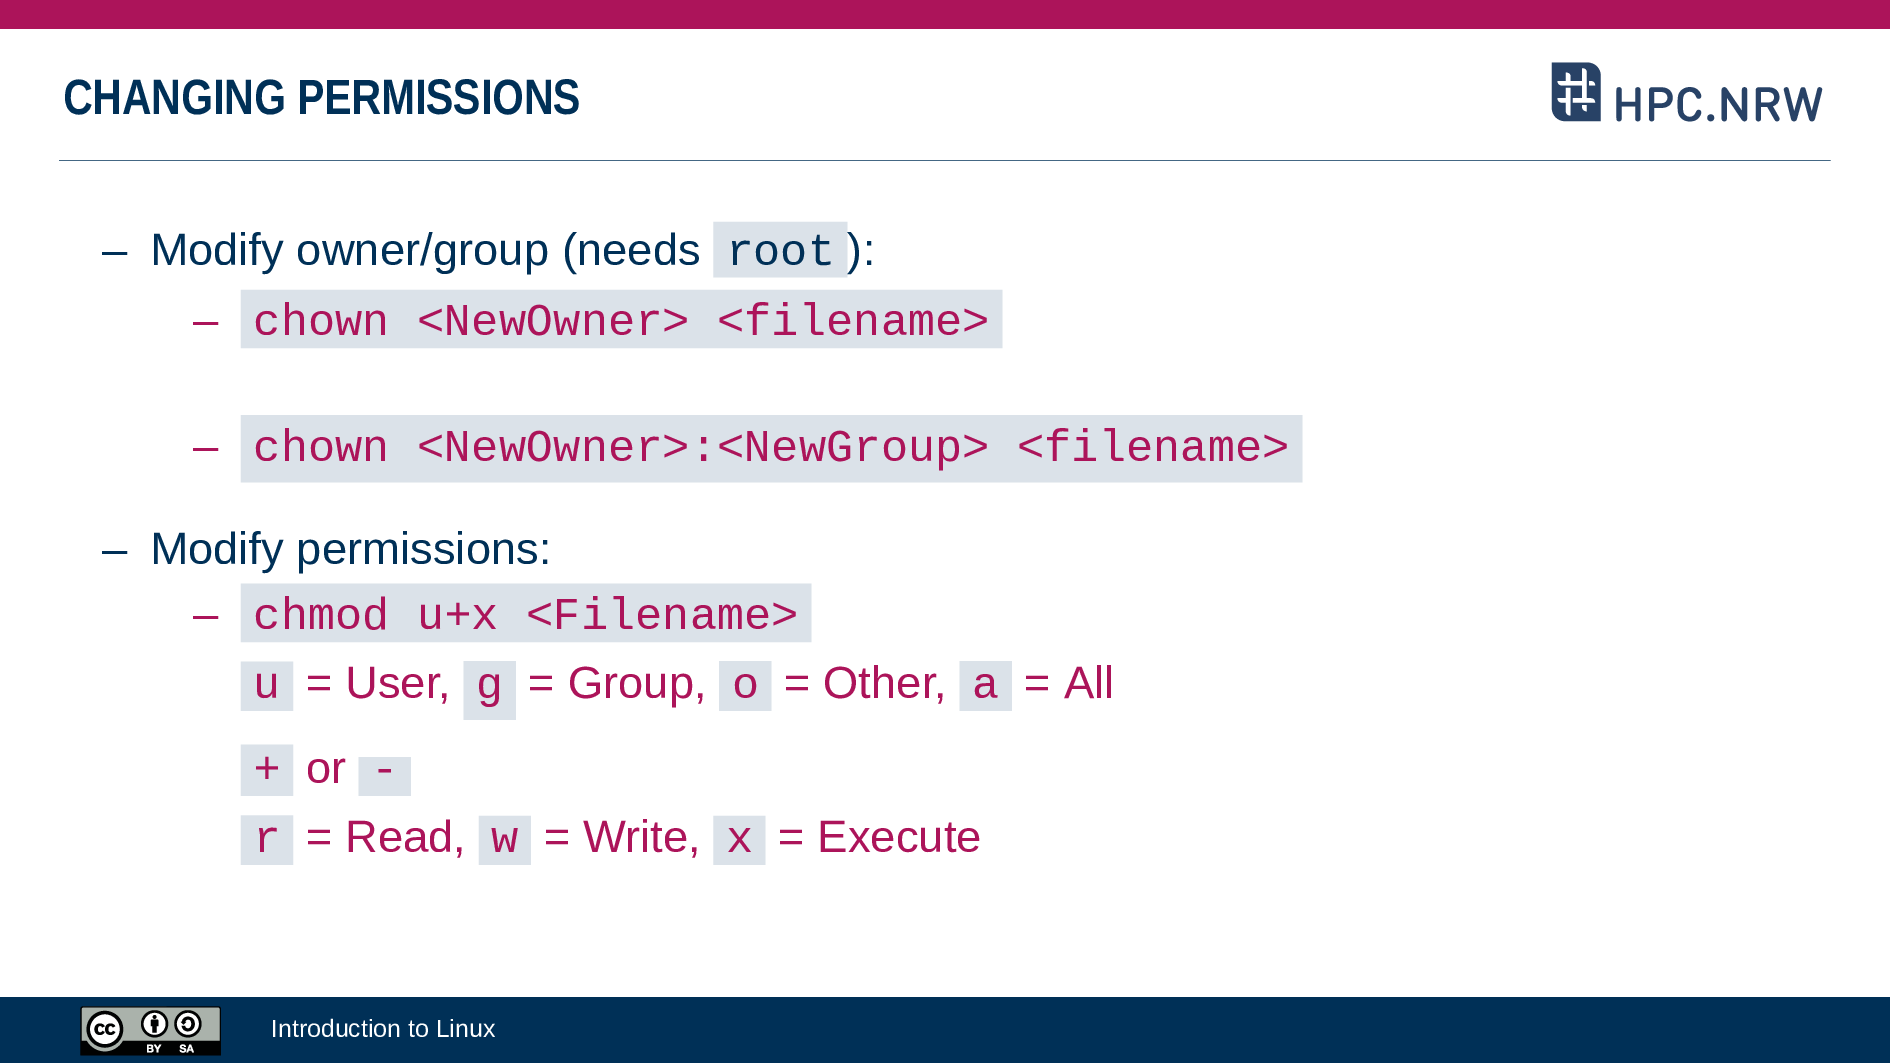 CHANGING PERMISSIONS
HPC.NRW
– Modify owner/group (needs root):
– chown <NewOwner> <filename>
– chown <NewOwner>:<NewGroup> <filename>
– Modify permissions:
– chmod u+x <Filename>
u = User, g = Group, o = Other, a = All
+ or -
r = Read, w = Write, x = Execute
cc BY SA
Introduction to Linux